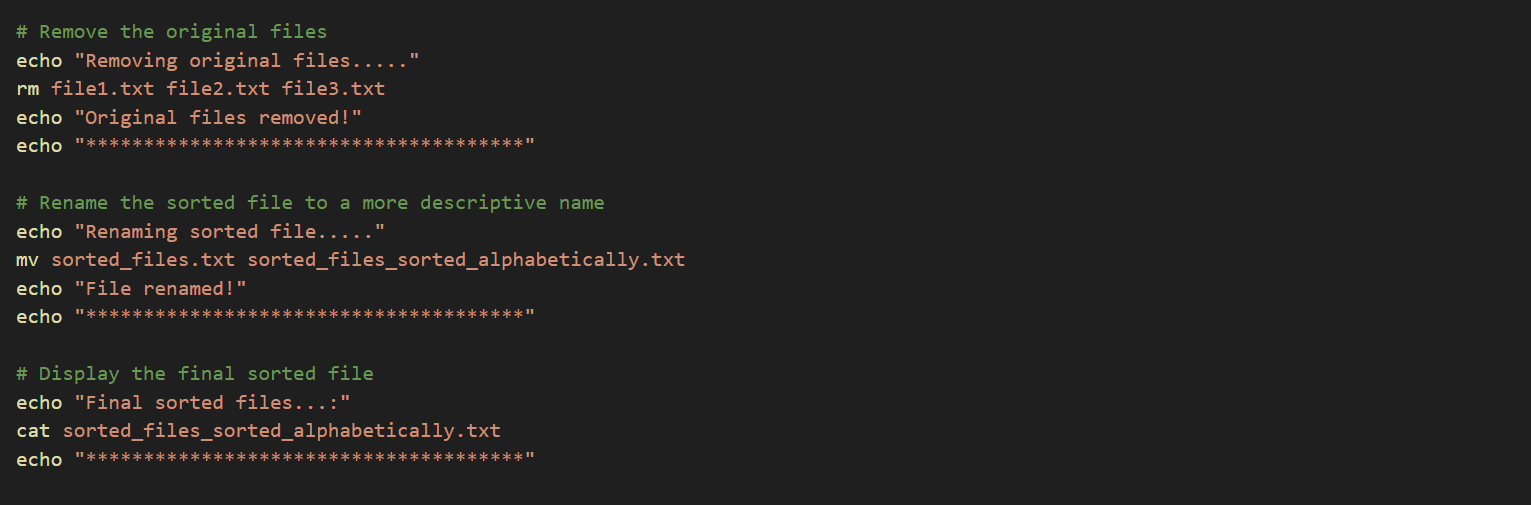 # Remove the original files
echo "Removing original files....."
rm file1.txt file2.txt file3.txt
echo "Original files removed!"
echo "**************************************"
# Rename the sorted file to a more descriptive name
echo "Renaming sorted file....."
mv sorted_files.txt sorted_files_sorted_alphabetically.txt
echo "File renamed!"
echo "**************************************"
# Display the final sorted file
echo "Final sorted files...:"
cat sorted_files_sorted_alphabetically.txt
echo "**************************************"